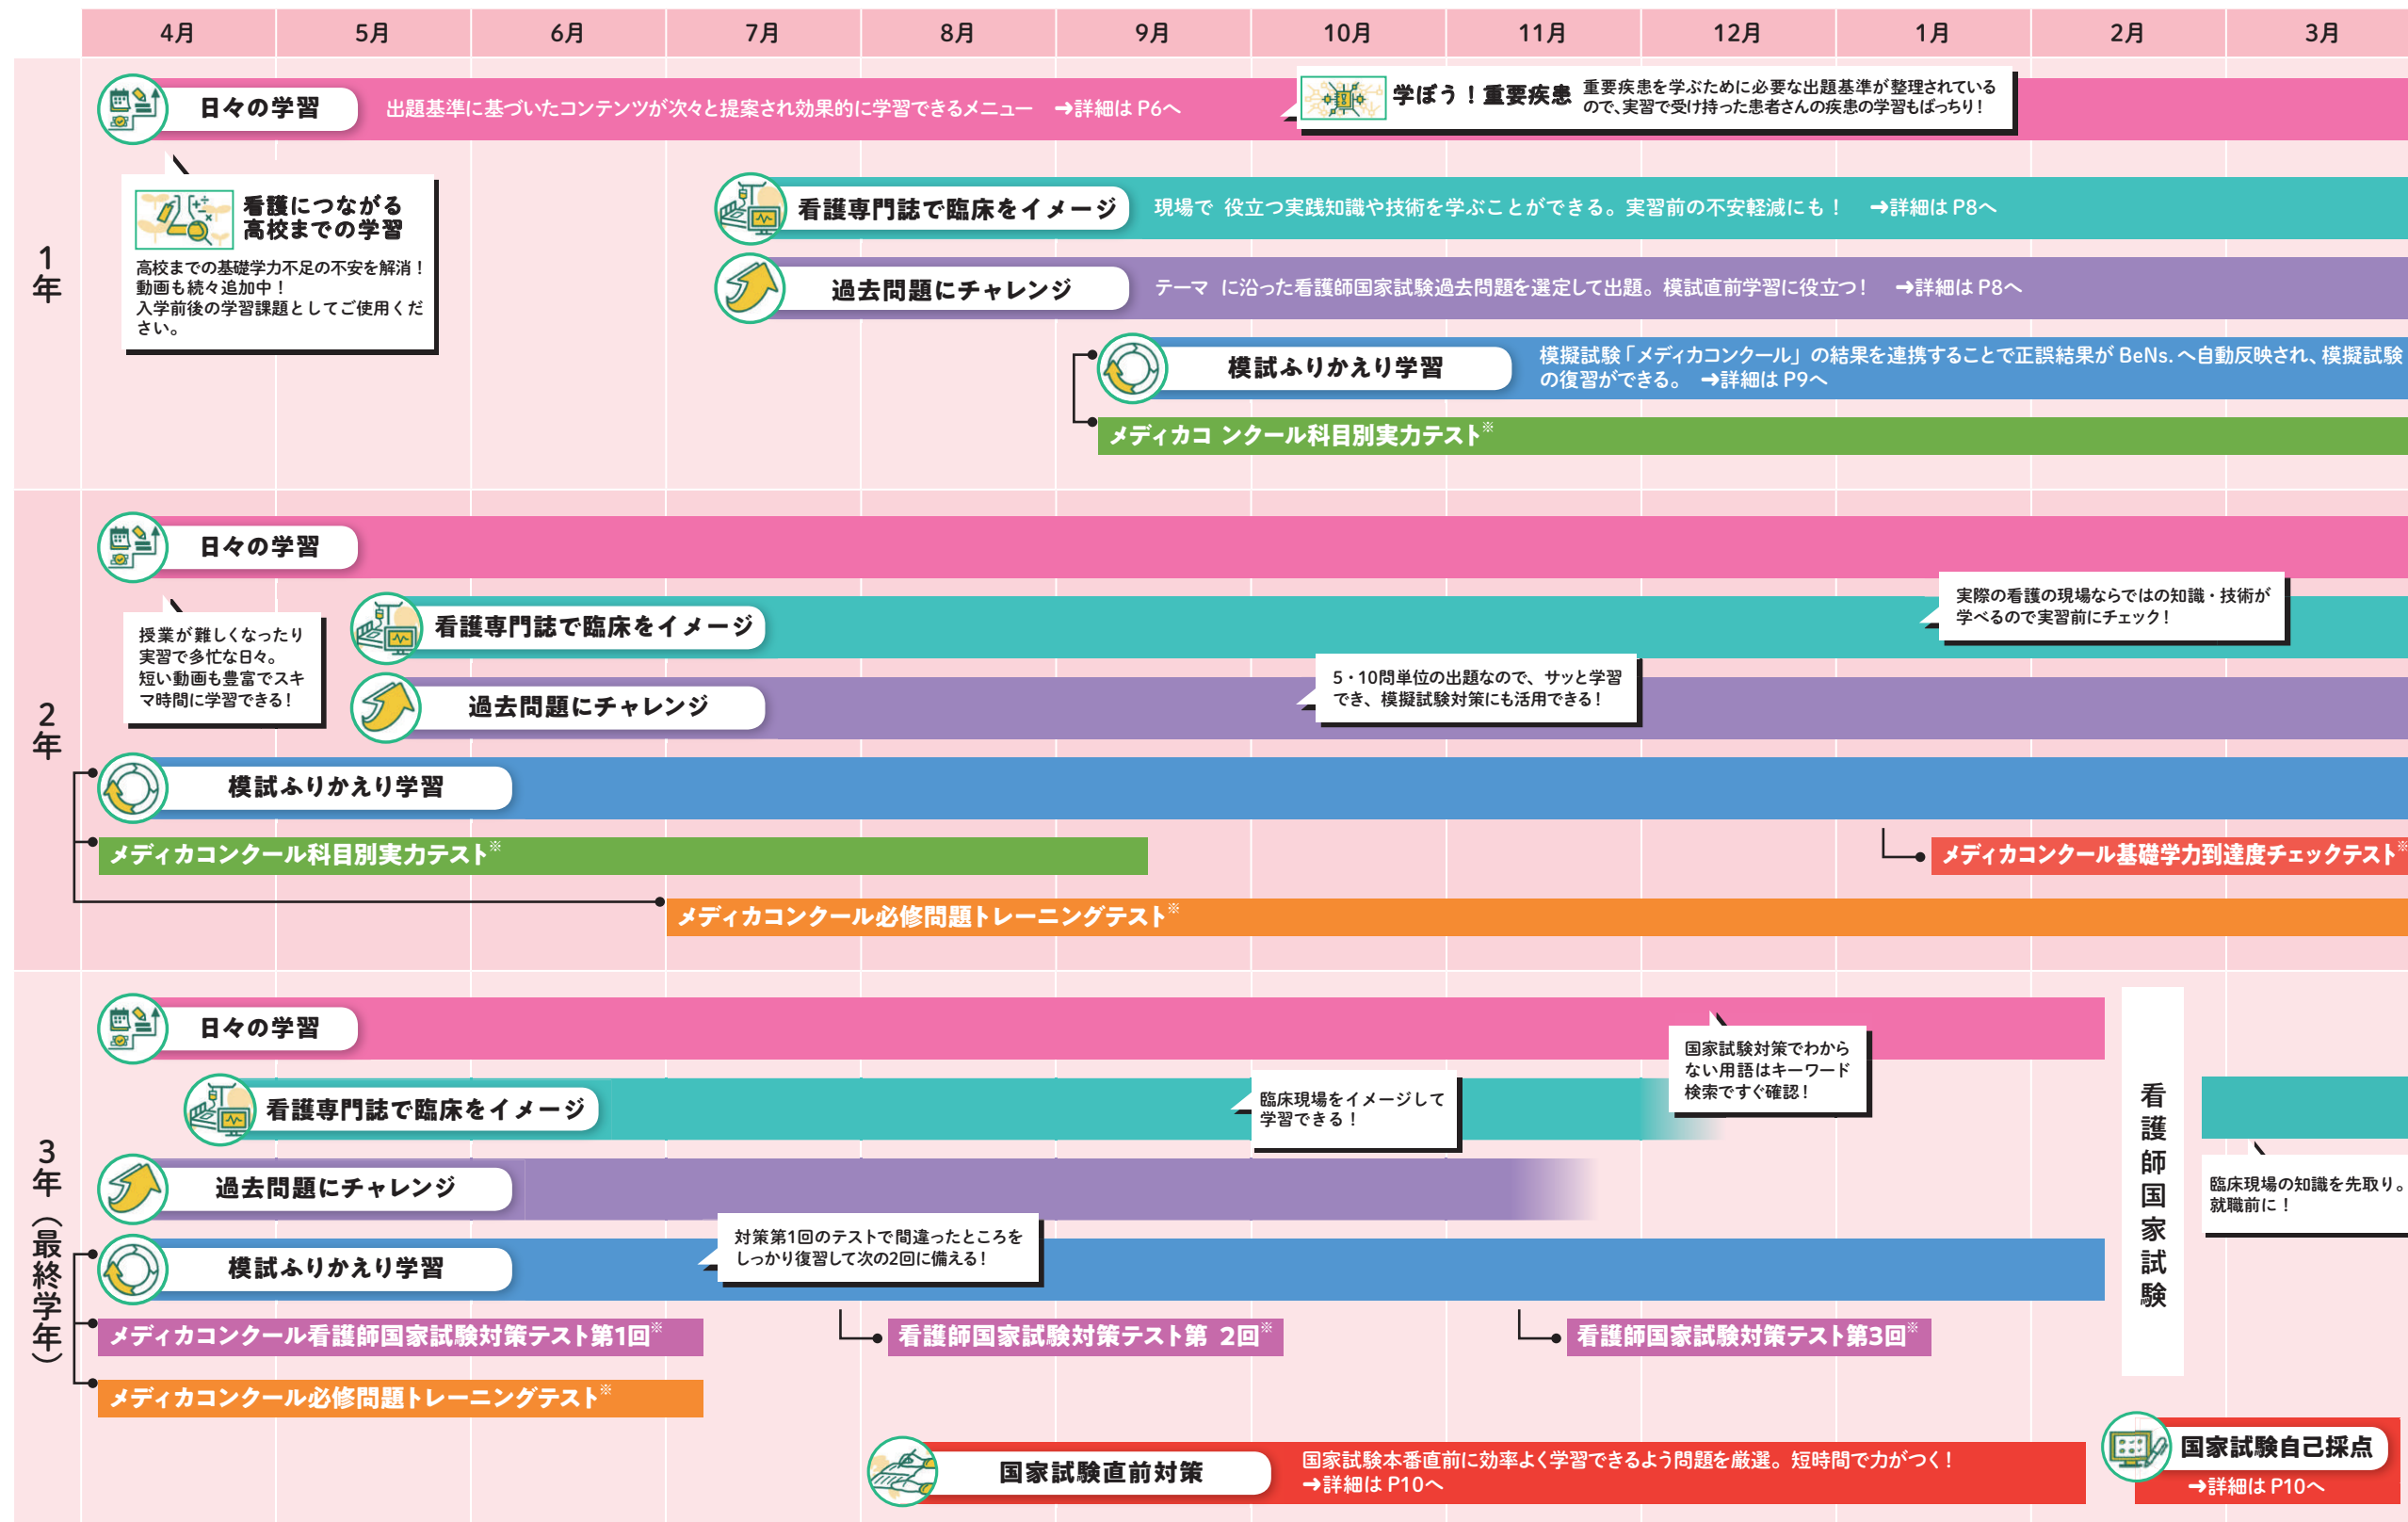 4月
5月
6月
7月
8月
9月
10月
11月
12月
1月
2月
3月
1年
日々の学習
出題基準に基づいたコンテンツが次々と提案され効果的に学習できるメニュー ➜詳細は P6へ
学ぼう！重要疾患
重要疾患を学ぶために必要な出題基準が整理されている
ので、実習で受け持った患者さんの疾患の学習もばっちり！
看護につながる
高校までの学習
高校までの基礎学力不足の不安を解消！
動画も続々追加中！
入学前後の学習課題としてご使用くだ
さい。
看護専門誌で臨床をイメージ
現場で 役立つ実践知識や技術を学ぶことができる。実習前の不安軽減にも！ ➜詳細は P8へ
過去問題にチャレンジ
テーマ に沿った看護師国家試験過去問題を選定して出題。模試直前学習に役立つ！ ➜詳細は P8へ
模試ふりかえり学習
模擬試験「メディカコンクール」の結果を連携することで正誤結果が BeNs.へ自動反映され、模擬試験
の復習ができる。 ➜詳細は P9へ
メディカコ ンクール科目別実力テスト※
2年
日々の学習
授業が難しくなったり
実習で多忙な日々。
短い動画も豊富でスキ
マ時間に学習できる！
看護専門誌で臨床をイメージ
実際の看護の現場ならではの知識・技術が
学べるので実習前にチェック！
過去問題にチャレンジ
5・10問単位の出題なので、サッと学習
でき、模擬試験対策にも活用できる！
模試ふりかえり学習
メディカコンクール科目別実力テスト※
メディカコンクール基礎学力到達度チェックテスト※
メディカコンクール必修問題トレーニングテスト※
3年（最終学年）
日々の学習
国家試験対策でわから
ない用語はキーワード
検索ですぐ確認！
看護専門誌で臨床をイメージ
臨床現場をイメージして
学習できる！
過去問題にチャレンジ
模試ふりかえり学習
対策第1回のテストで間違ったところを
しっかり復習して次の2回に備える！
メディカコンクール看護師国家試験対策テスト第1回※
看護師国家試験対策テスト第 2回※
看護師国家試験対策テスト第3回※
メディカコンクール必修問題トレーニングテスト※
看護師国家試験
臨床現場の知識を先取り。
就職前に！
国家試験直前対策
国家試験本番直前に効率よく学習できるよう問題を厳選。短時間で力がつく！
➜詳細は P10へ
国家試験自己採点
➜詳細は P10へ